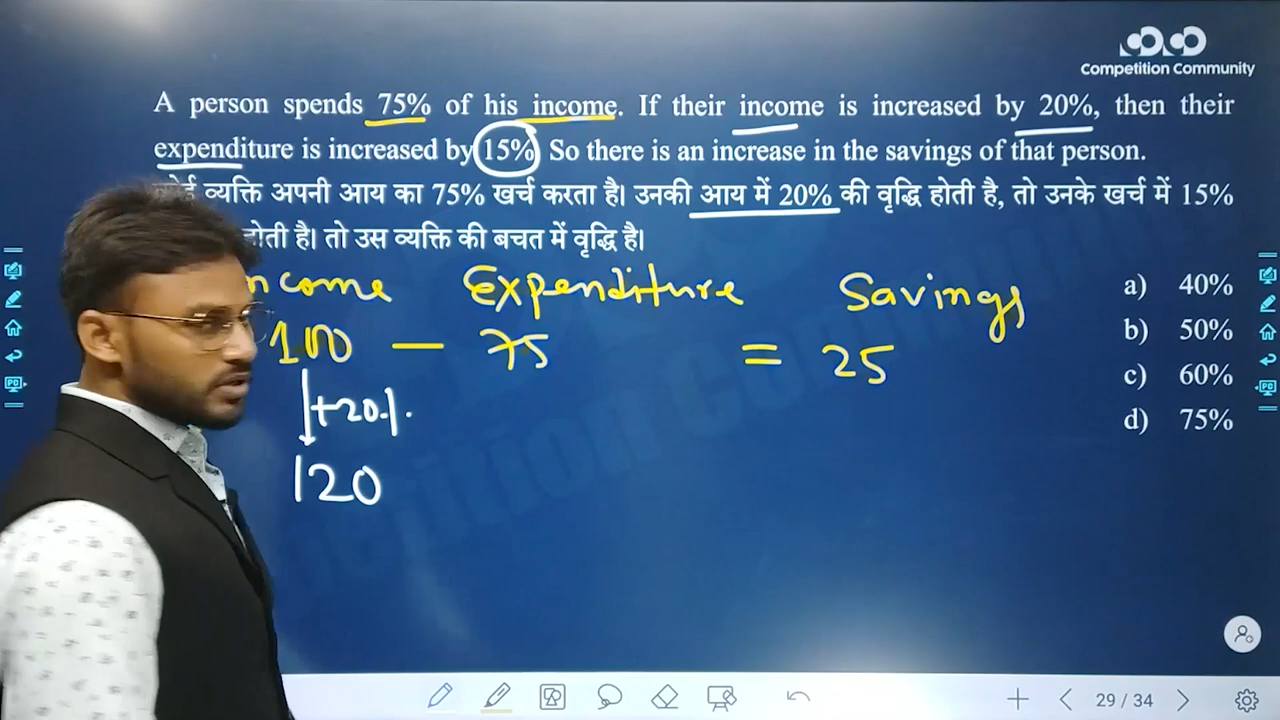 Competition Community
A person spends 75% of his income. If their income is increased by 20%, then their
expenditure is increased by 15% So there is an increase in the savings of that person.
व्यक्ति अपनी आय का 75% खर्च करता है। उनकी आय में 20% की वृद्धि होती है, तो उनके खर्च में 15%
होती है। तो उस व्यक्ति की बचत में वृद्धि है।
ncome Expenditure Savings
100 — 75 = 25
+20%
120
a) 40%
b) 50%
c) 60%
d) 75%
29 / 34